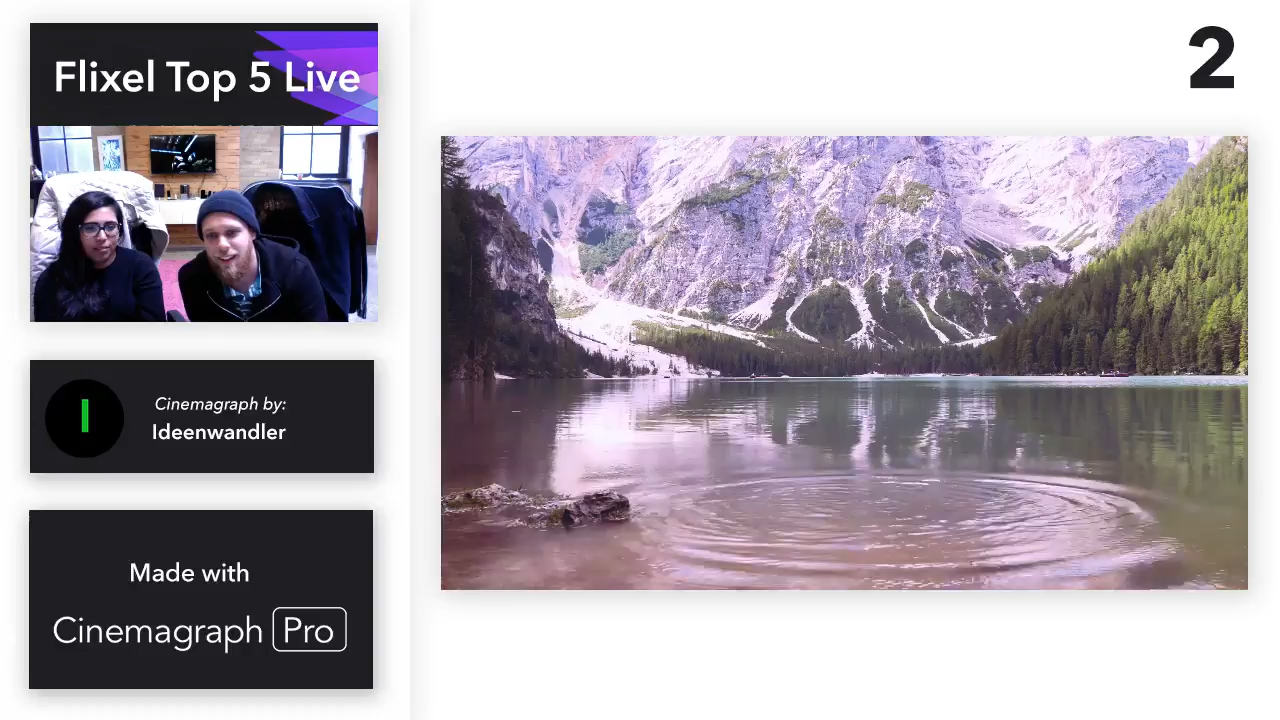 Flixel Top 5 Live
2
Cinemagraph by:
Ideenwandler
Made with
Cinemagraph Pro